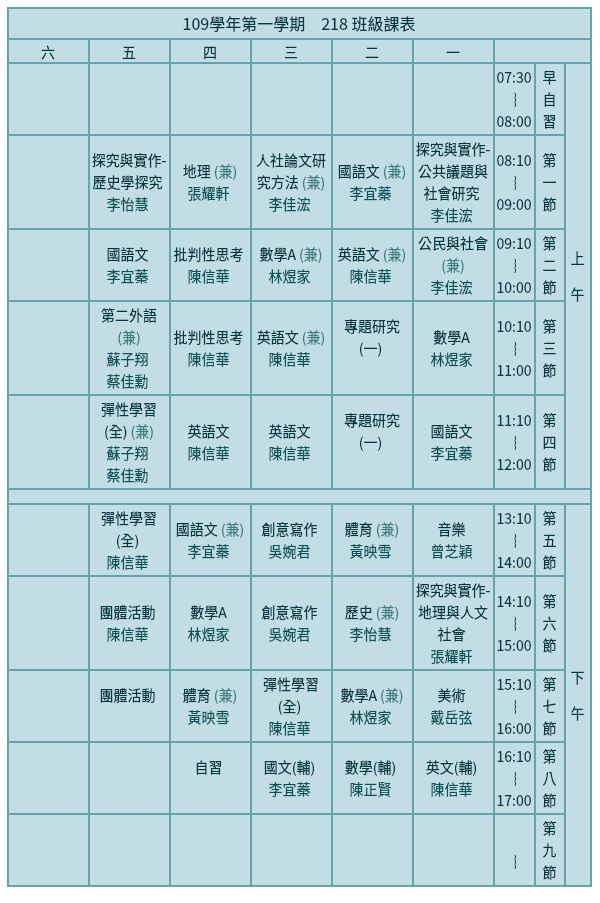 109學年第一學期　218 班級課表
六 五 四 三 二 一
07:30
︴
08:00
早
自
習
探究與實作-
歷史學探究
李怡慧
地理 (兼)
張耀軒
人社論文研
究方法 (兼)
李佳浤
國語文 (兼)
李宜蓁
探究與實作-
公共議題與
社會研究
李佳浤
08:10
︴
09:00
第
一
節
國語文
李宜蓁
批判性思考
陳信華
數學A (兼)
林煜家
英語文 (兼)
陳信華
公民與社會
(兼)
李佳浤
09:10
︴
10:00
第
二
節
上
午
第二外語
(兼)
蘇子翔
蔡佳勳
批判性思考
陳信華
英語文 (兼)
陳信華
專題研究
(一)
數學A
林煜家
10:10
︴
11:00
第
三
節
彈性學習
(全) (兼)
蘇子翔
蔡佳勳
英語文
陳信華
英語文
陳信華
專題研究
(一)
國語文
李宜蓁
11:10
︴
12:00
第
四
節
彈性學習
(全)
陳信華
國語文 (兼)
李宜蓁
創意寫作
吳婉君
體育 (兼)
黃映雪
音樂
曾芝穎
13:10
︴
14:00
第
五
節
團體活動
陳信華
數學A
林煜家
創意寫作
吳婉君
歷史 (兼)
李怡慧
探究與實作-
地理與人文
社會
張耀軒
14:10
︴
15:00
第
六
節
團體活動
體育 (兼)
黃映雪
彈性學習
(全)
陳信華
數學A (兼)
林煜家
美術
戴岳弦
15:10
︴
16:00
第
七
節
下
午
自習
國文(輔)
李宜蓁
數學(輔)
陳正賢
英文(輔)
陳信華
16:10
︴
17:00
第
八
節
︴
第
九
節